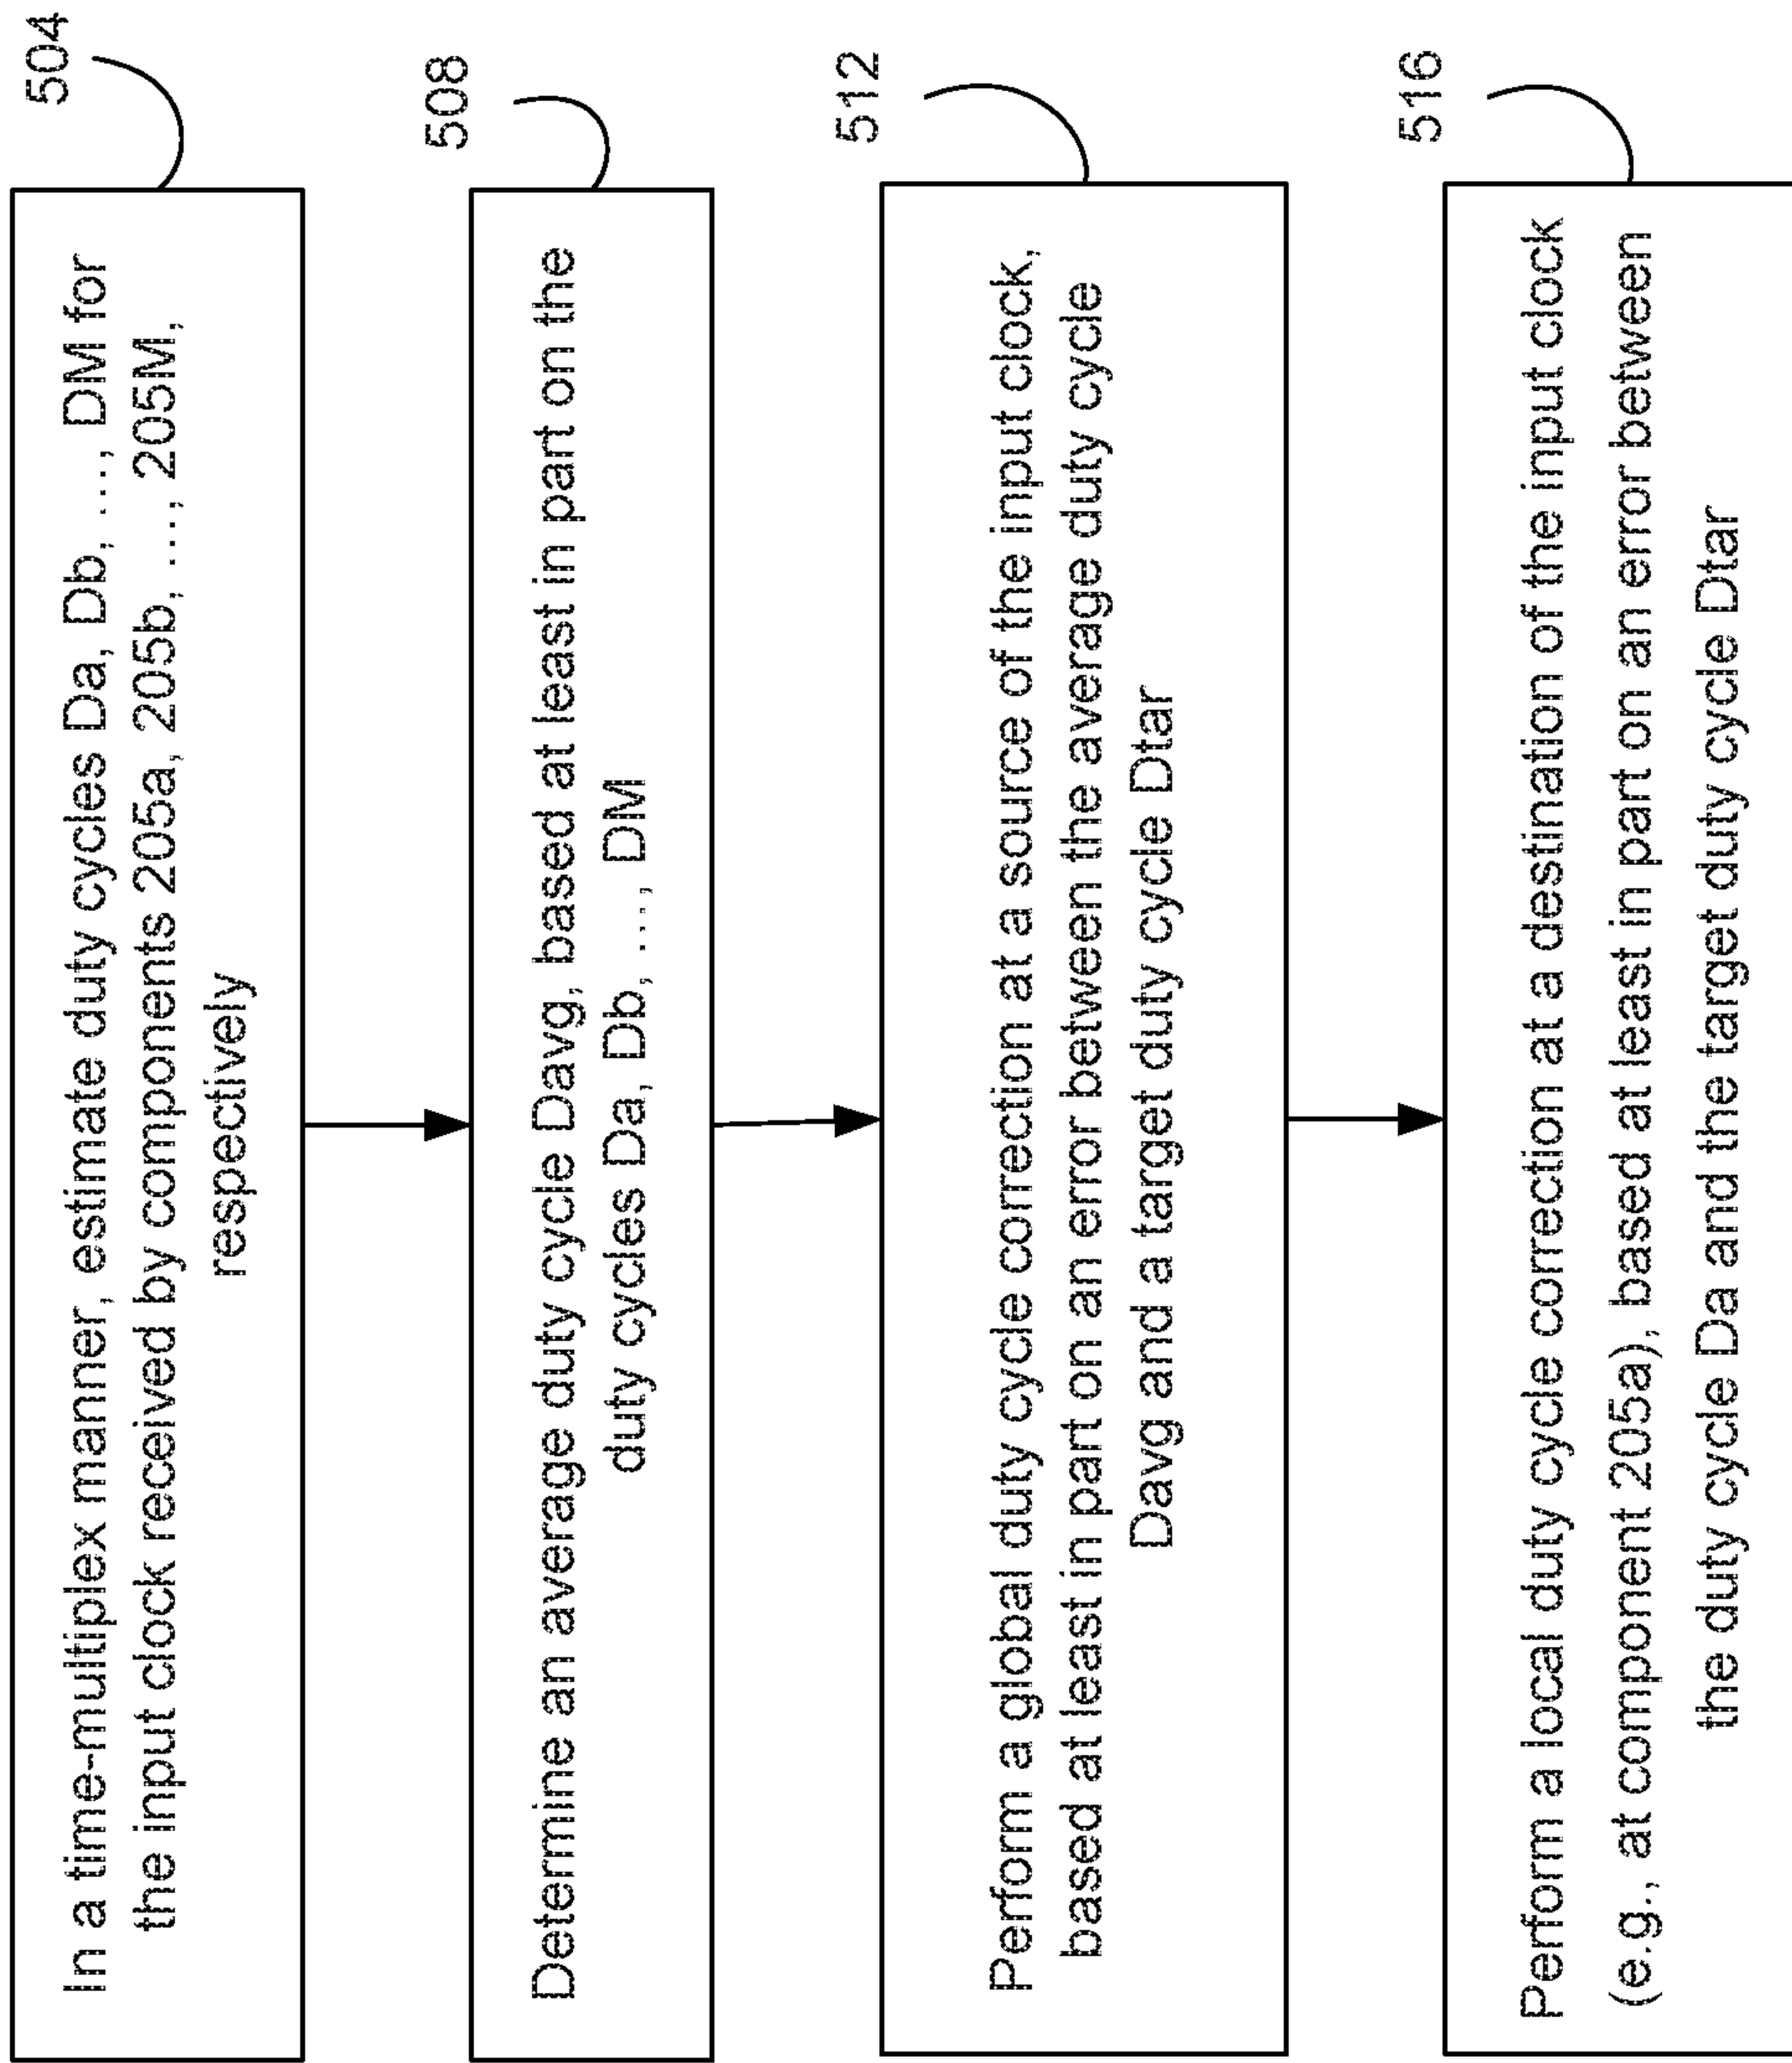 504
In a time-multiplex manner, estimate duty cycles Da, Db, ..., DM for
the input clock received by components 205a, 205b, ..., 205M,
respectively
508
Determine an average duty cycle Davg, based at least in part on the
duty cycles Da, Db, ..., DM
512
Perform a global duty cycle correction at a source of the input clock,
based at least in part on an error between the average duty cycle
Davg and a target duty cycle Dtar
516
Perform a local duty cycle correction at a destination of the input clock
(e.g., at component 205a), based at least in part on an error between
the duty cycle Da and the target duty cycle Dtar